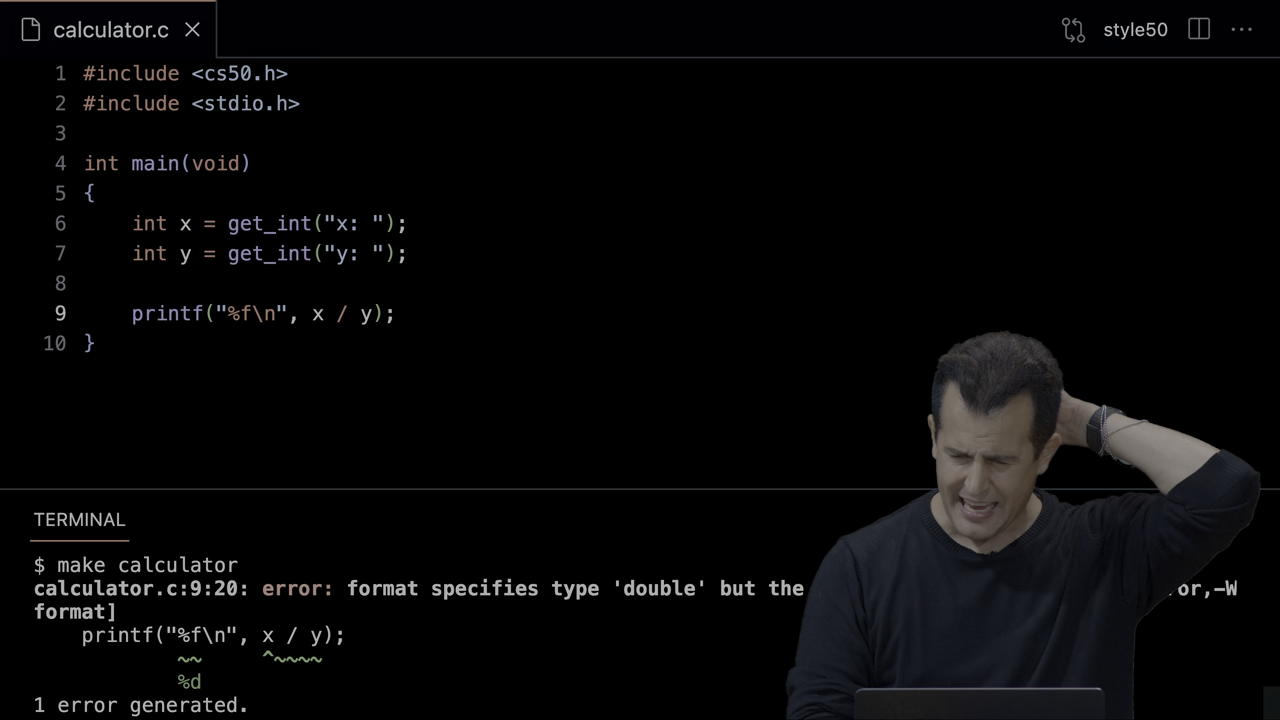 calculator.c
style50
1 #include <cs50.h>
2 #include <stdio.h>
3
4 int main(void)
5 {
6     int x = get_int("x: ");
7     int y = get_int("y: ");
8
9     printf("%f\n", x / y);
10 }
TERMINAL
$ make calculator
calculator.c:9:20: error: format specifies type 'double' but the or,-W
format]
    printf("%f\n", x / y);
            ~~     ^~~~~
            %d
1 error generated.